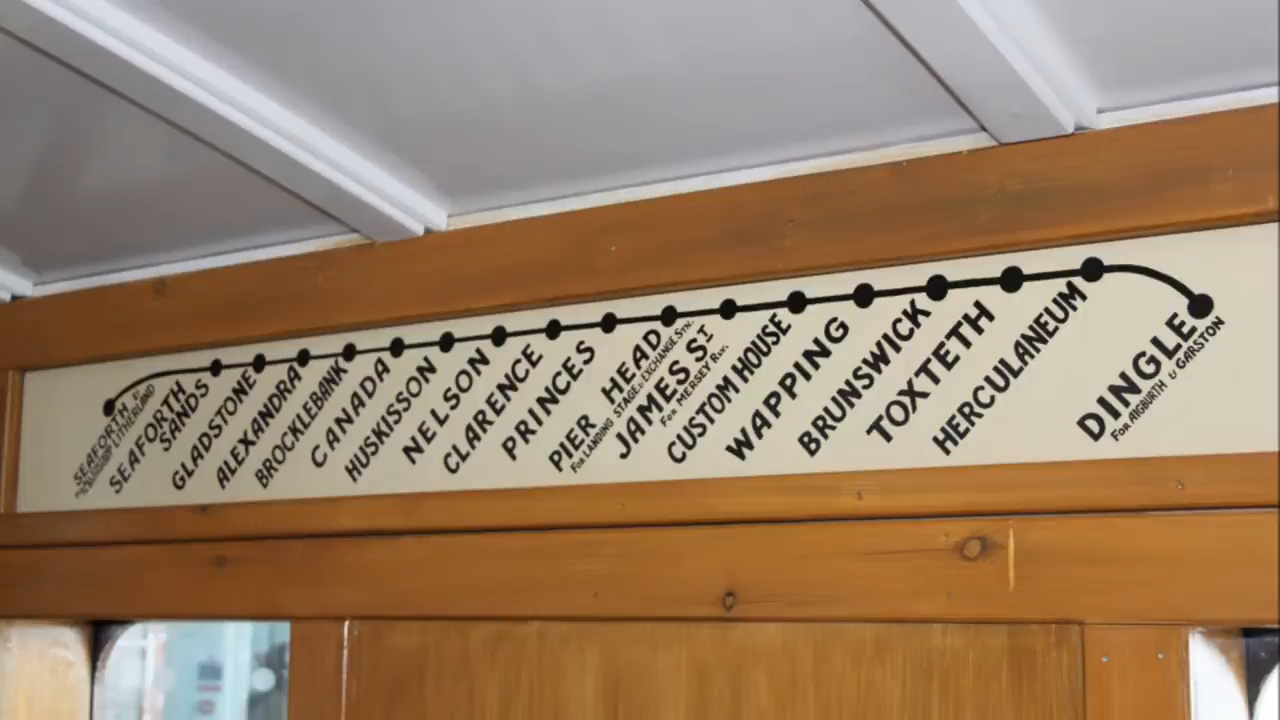 SEAFORTH &
LITHERLAND
SEAFORTH
SANDS
GLADSTONE
ALEXANDRA
BROCKLEBANK
CANADA
HUSKISSON
NELSON
CLARENCE
PRINCES
PIER HEAD
FOR LANDING STAGE & EXCHANGE STN.
JAMES ST
FOR MERSEY RLY.
CUSTOM HOUSE
WAPPING
BRUNSWICK
TOXTETH
HERCULANEUM
DINGLE
FOR AIGBURTH & GARSTON